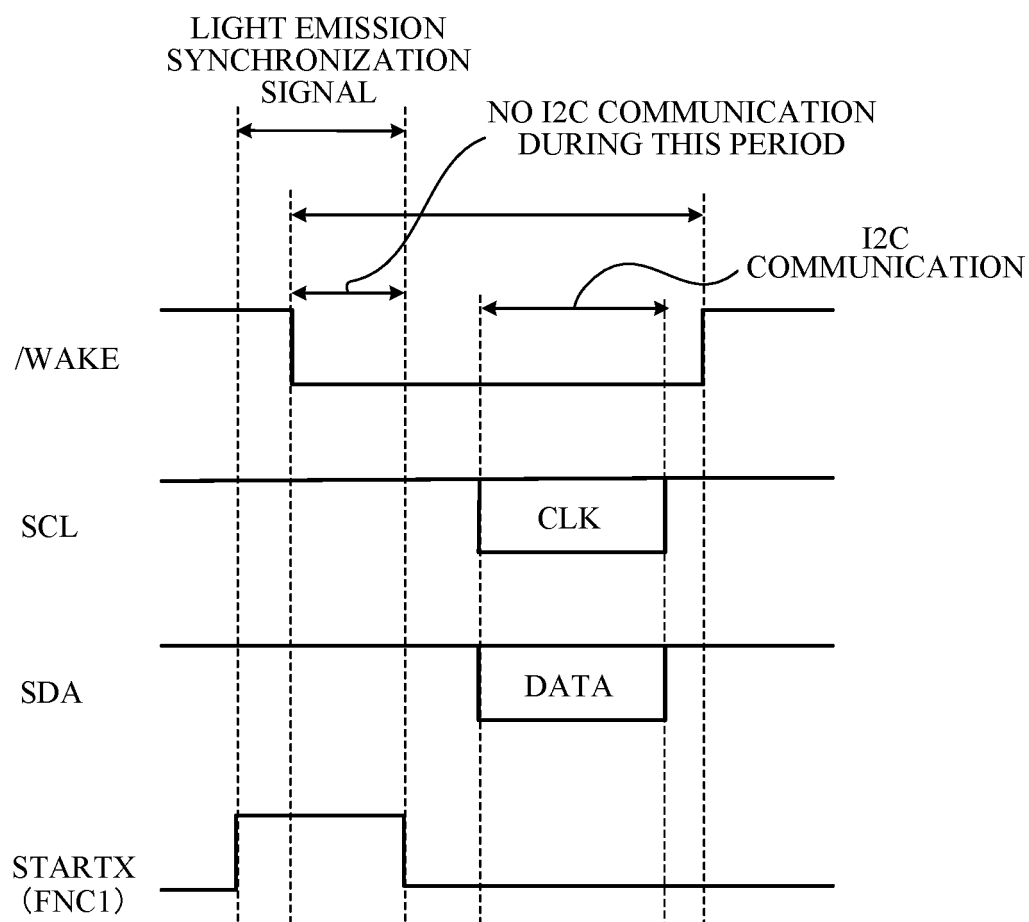 LIGHT EMISSION
SYNCHRONIZATION
SIGNAL
NO I2C COMMUNICATION
DURING THIS PERIOD
I2C
COMMUNICATION
/WAKE
SCL
CLK
SDA
DATA
STARTX
(FNC1)